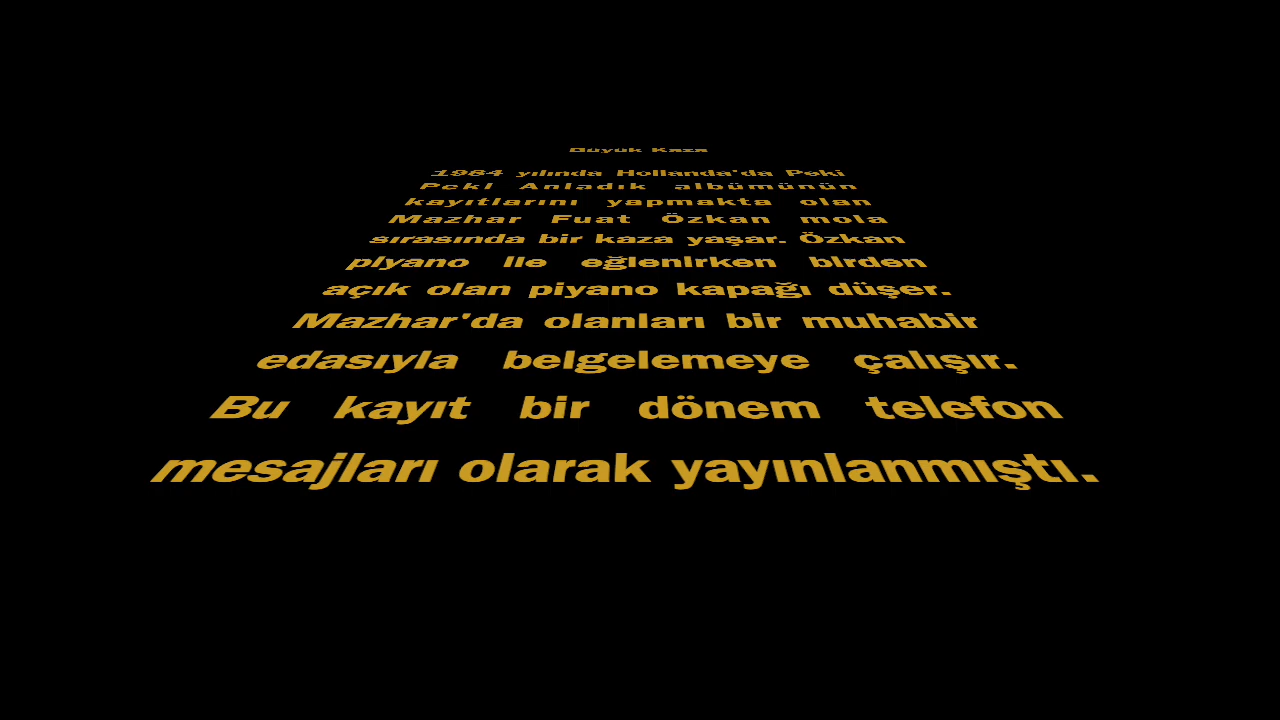 Büyük Kaza
1984 yılında Hollanda'da Peki
Peki Anladık albümünün
kayıtlarını yapmakta olan
Mazhar Fuat Özkan mola
sırasında bir kaza yaşar. Özkan
piyano ile eğlenirken birden
açık olan piyano kapağı düşer.
Mazhar'da olanları bir muhabir
edasıyla belgelemeye çalışır.
Bu kayıt bir dönem telefon
mesajları olarak yayınlanmıştı.